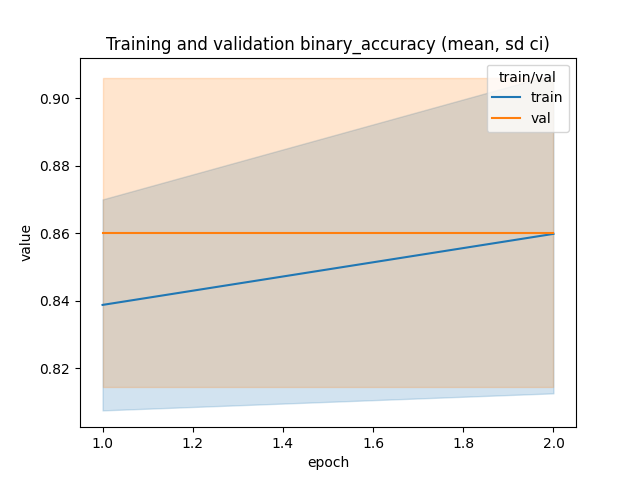 Training and validation binary_accuracy (mean, sd ci)
train/val
train
val
value
0.90
0.88
0.86
0.84
0.82
1.0 1.2 1.4 1.6 1.8 2.0
epoch